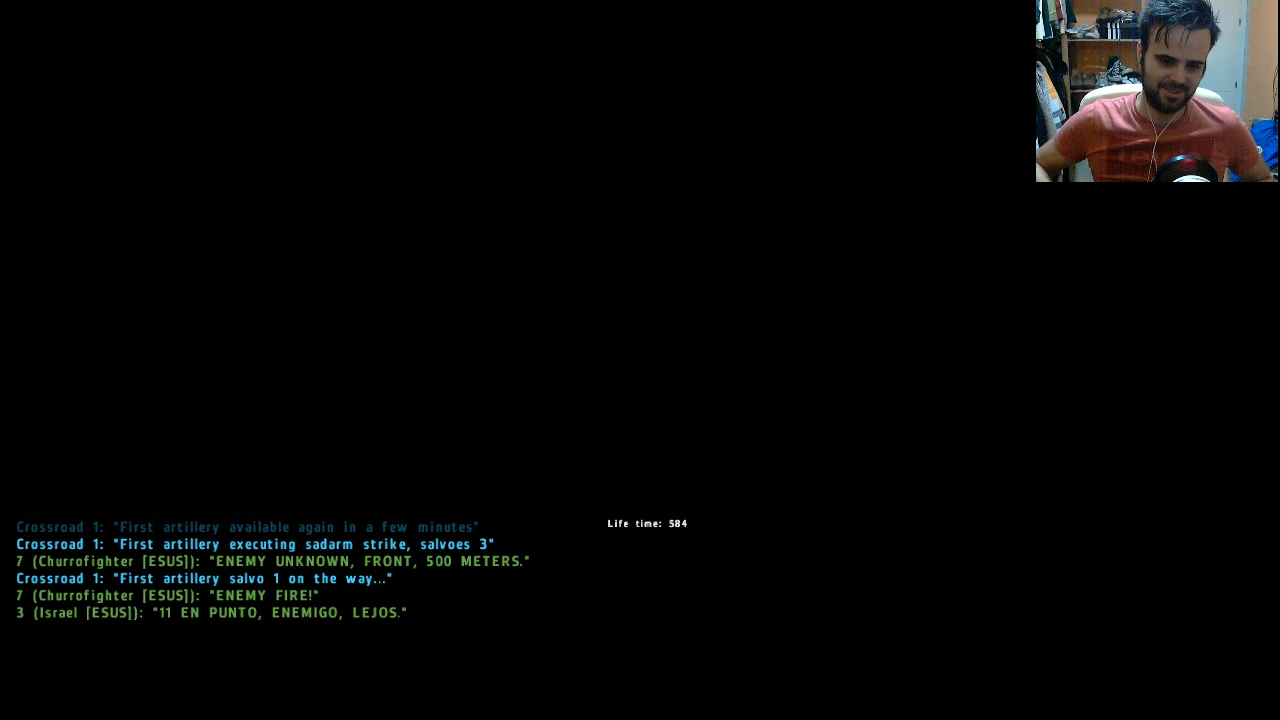 Crossroad 1: "First artillery available again in a few minutes"
Life time: 584
Crossroad 1: "First artillery executing sadarm strike, salvoes 3"
7 (Churrofighter [ESUS]): "ENEMY UNKNOWN, FRONT, 500 METERS."
Crossroad 1: "First artillery salvo 1 on the way..."
7 (Churrofighter [ESUS]): "ENEMY FIRE!"
3 (Israel [ESUS]): "11 EN PUNTO, ENEMIGO, LEJOS."